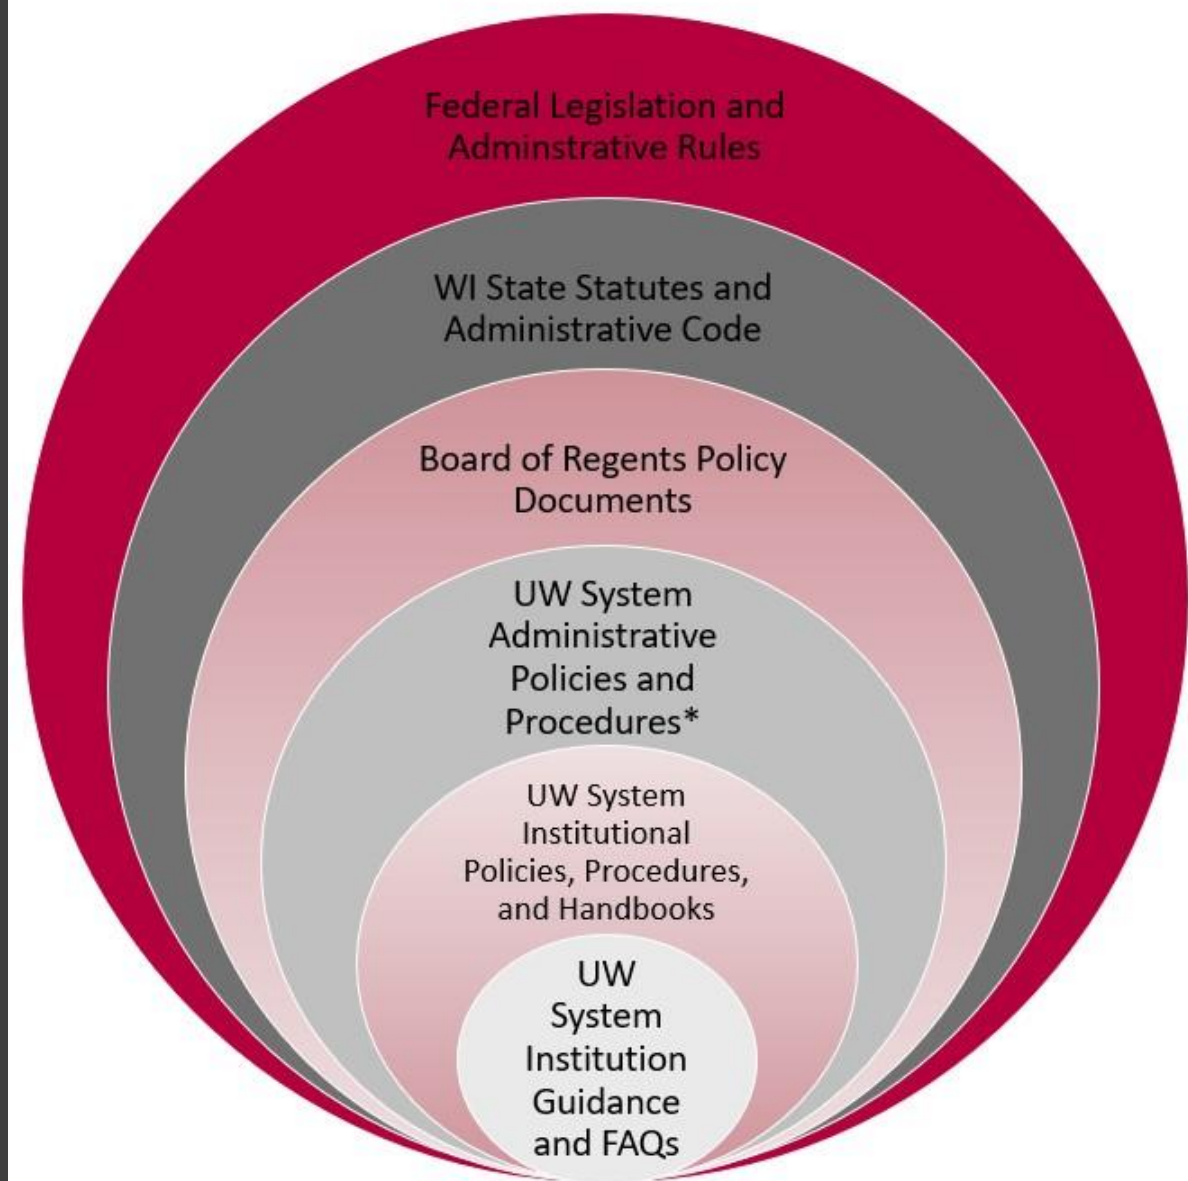 Federal Legislation and
Adminstrative Rules
WI State Statutes and
Administrative Code
Board of Regents Policy
Documents
UW System
Administrative
Policies and
Procedures*
UW System
Institutional
Policies, Procedures,
and Handbooks
UW
System
Institution
Guidance
and FAQs